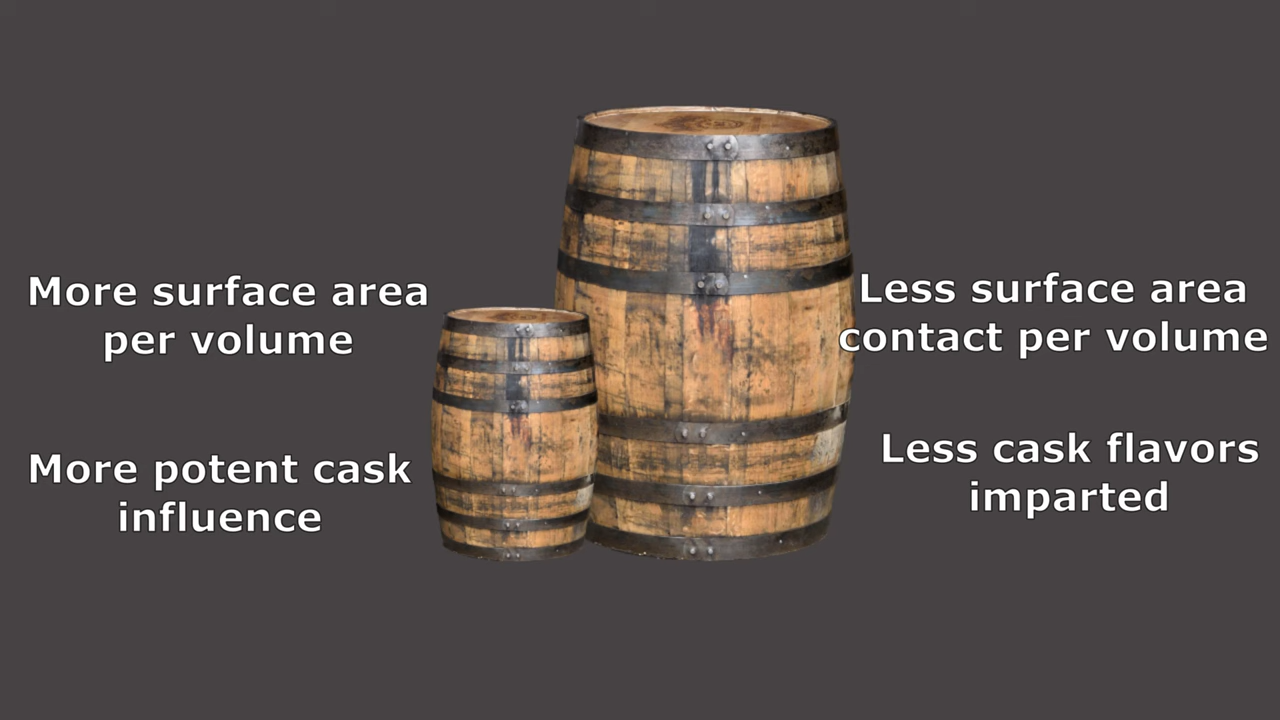 More surface area
per volume
More potent cask
influence
Less surface area
contact per volume
Less cask flavors
imparted